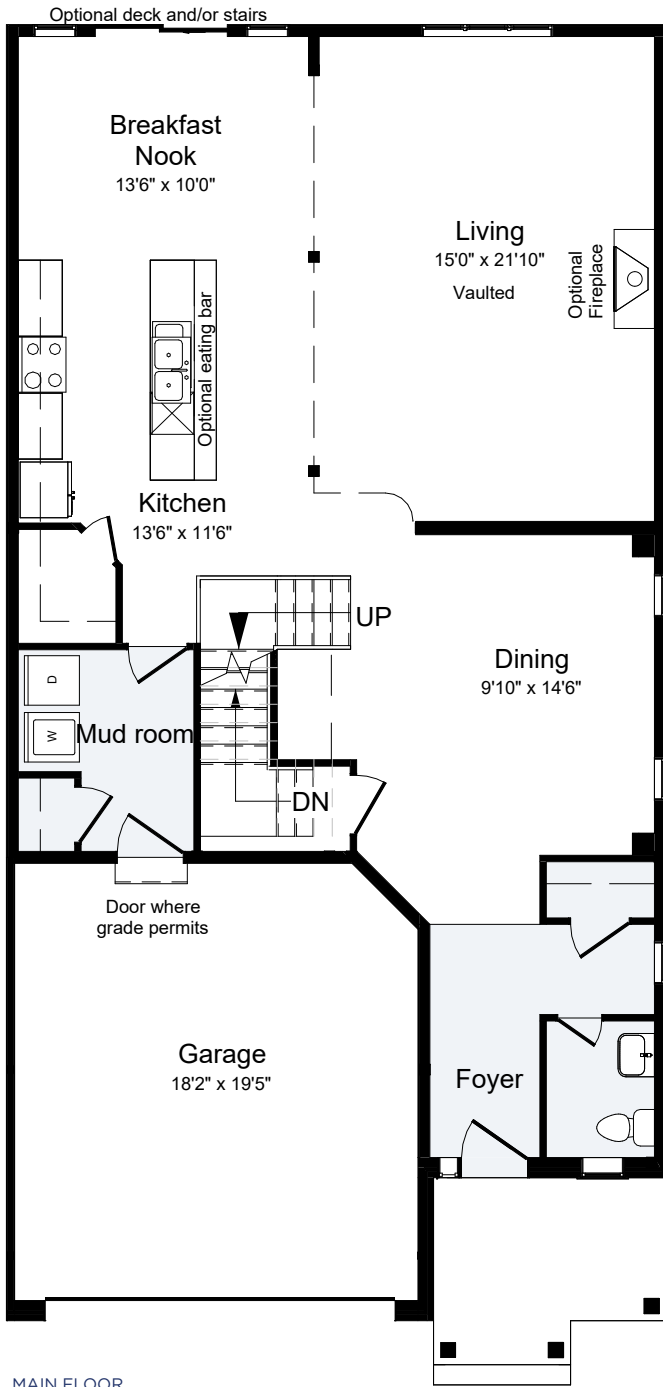 Optional deck and/or stairs
Breakfast
Nook
13'6" x 10'0"
Living
15'0" x 21'10"
Vaulted
Optional
Fireplace
Optional eating bar
Kitchen
13'6" x 11'6"
UP
Dining
9'10" x 14'6"
D
W
Mud room
DN
Door where
grade permits
Garage
18'2" x 19'5"
Foyer
MAIN FLOOR